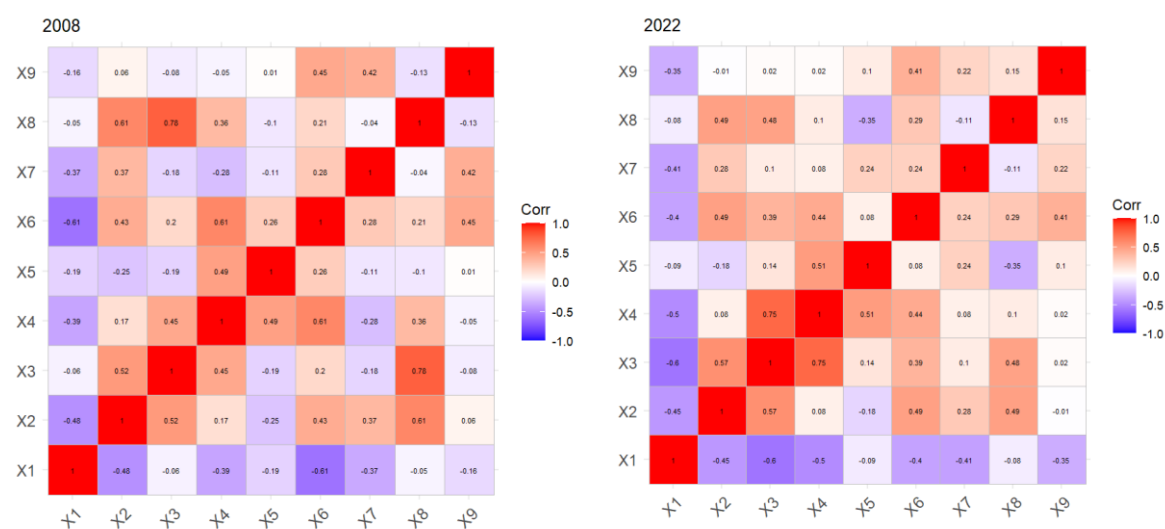 2008
X9 -0.16 0.06 -0.08 -0.05 0.01 0.45 0.42 -0.13 1
X8 -0.05 0.61 0.78 0.36 -0.1 0.21 -0.04 1 -0.13
X7 -0.37 0.37 -0.18 -0.28 -0.11 0.28 1 -0.04 0.42
X6 -0.61 0.43 0.2 0.61 0.26 1 0.28 0.21 0.45
X5 -0.19 -0.25 -0.19 0.49 1 0.26 -0.11 -0.1 0.01
X4 -0.39 0.17 0.45 1 0.49 0.61 -0.28 0.36 -0.05
X3 -0.06 0.52 1 0.45 -0.19 0.2 -0.18 0.78 -0.08
X2 -0.48 1 0.52 0.17 -0.25 0.43 0.37 0.61 0.06
X1 1 -0.48 -0.06 -0.39 -0.19 -0.61 -0.37 -0.05 -0.16
X1 X2 X3 X4 X5 X6 X7 X8 X9
Corr
1.0
0.5
0.0
-0.5
-1.0
2022
X9 -0.35 -0.01 0.02 0.02 0.1 0.41 0.22 0.15 1
X8 -0.08 0.49 0.48 0.1 -0.35 0.29 -0.11 1 0.15
X7 -0.41 0.28 0.1 0.08 0.24 0.24 1 -0.11 0.22
X6 -0.4 0.49 0.39 0.44 0.08 1 0.24 0.29 0.41
X5 -0.09 -0.18 0.14 0.51 1 0.08 0.24 -0.35 0.1
X4 -0.5 0.08 0.75 1 0.51 0.44 0.08 0.1 0.02
X3 -0.6 0.57 1 0.75 0.14 0.39 0.1 0.48 0.02
X2 -0.45 1 0.57 0.08 -0.18 0.49 0.28 0.49 -0.01
X1 1 -0.45 -0.6 -0.5 -0.09 -0.4 -0.41 -0.08 -0.35
X1 X2 X3 X4 X5 X6 X7 X8 X9
Corr
1.0
0.5
0.0
-0.5
-1.0